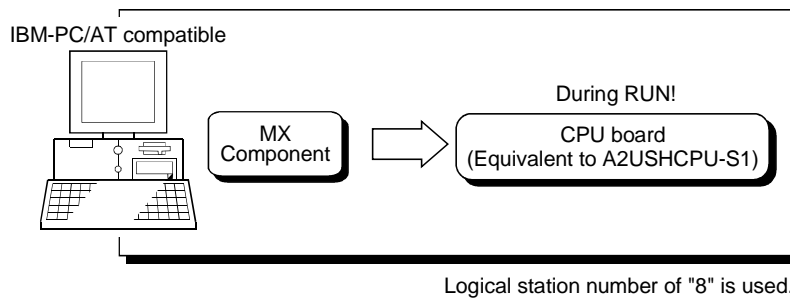 IBM-PC/AT compatible
During RUN!
MX
Component
CPU board
(Equivalent to A2USHCPU-S1)
Logical station number of "8" is used.